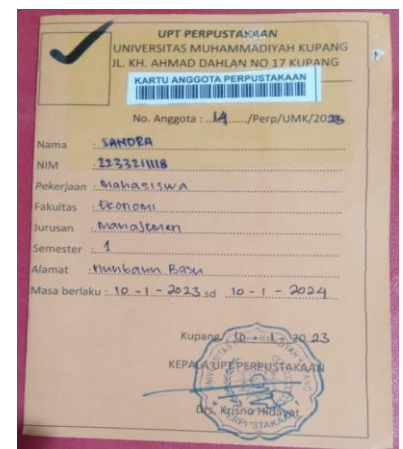 UPT PERPUSTAKAAN
UNIVERSITAS MUHAMMADIYAH KUPANG
JL. KH. AHMAD DAHLAN NO 17 KUPANG
KARTU ANGGOTA PERPUSTAKAAN
No. Anggota : 14 /Perp/UMK/2023
Nama : SANDRA
NIM : 2233211118
Pekerjaan : Mahasiswa
Fakultas : Ekonomi
Jurusan : Manajemen
Semester : 1
Alamat : Nunbaun Basu
Masa berlaku : 10 - 1 - 2023 sd 10 - 1 - 2024
Kupang, 10 - 1 - 2023
KEPALA UPT PERPUSTAKAAN
Drs. Krisno Hidayat